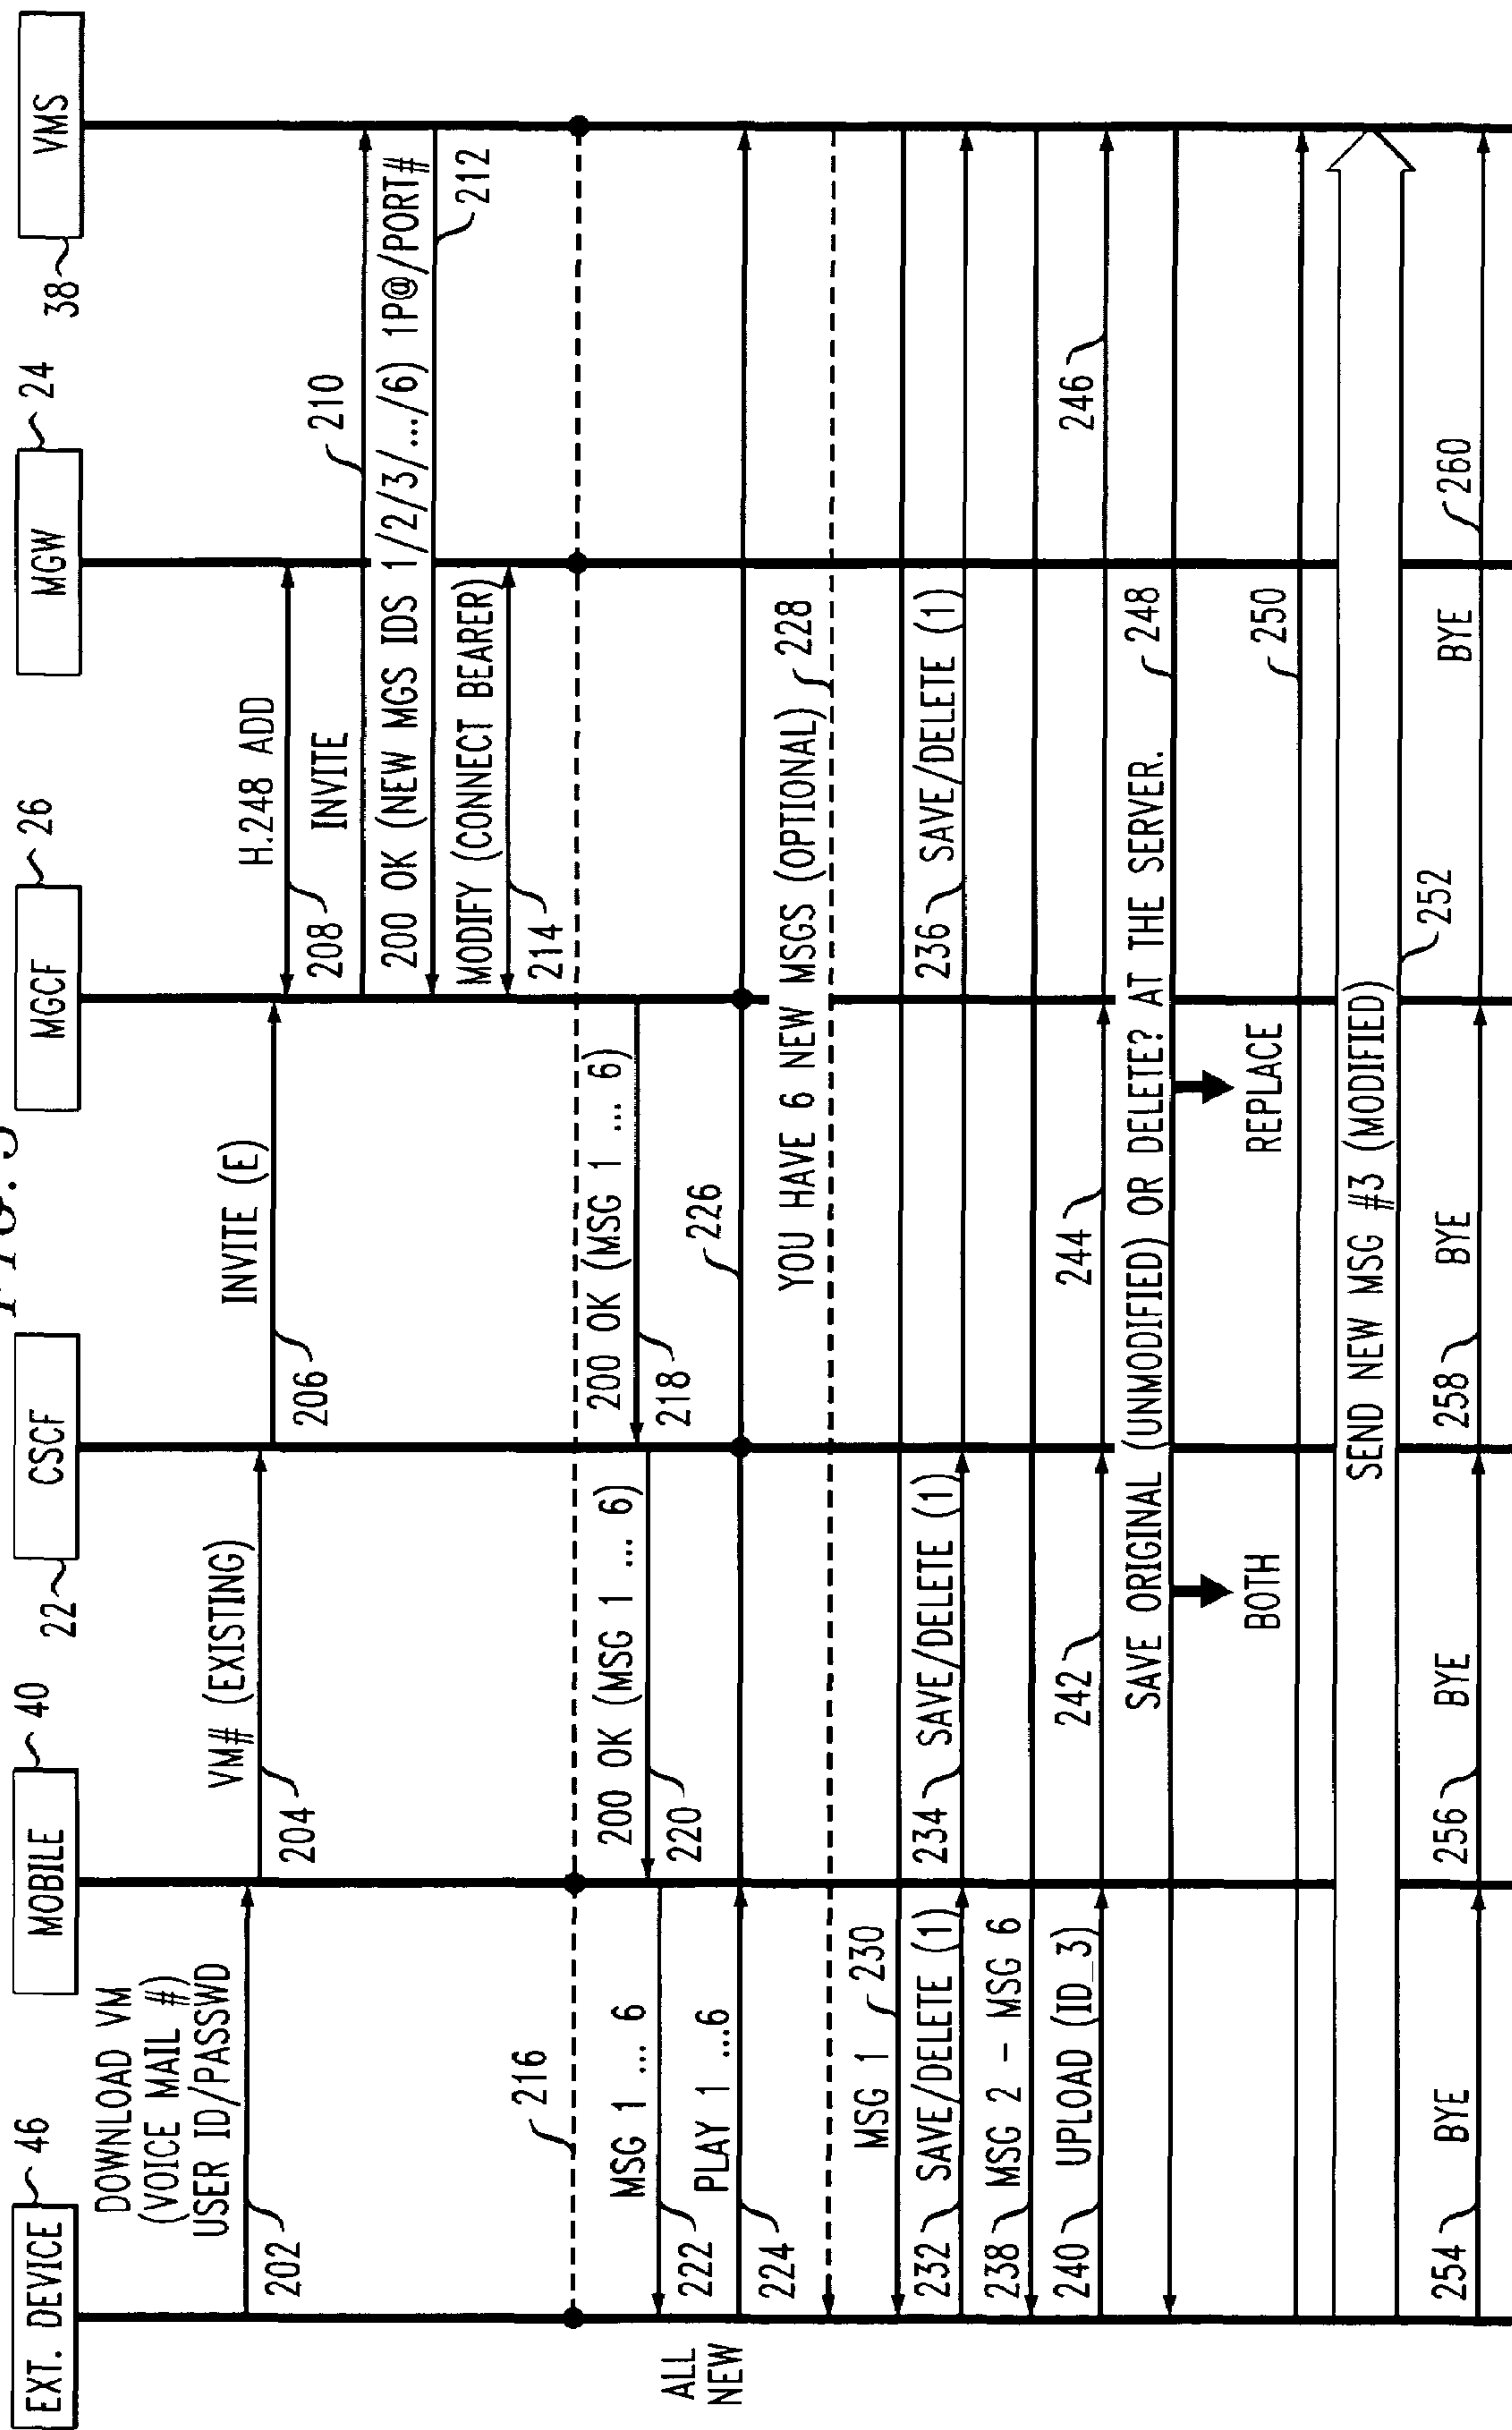 FIG.
EXT. DEVICE
46
MOBILE
40
CSCF
22
MGCF
26
MGW
24
VMS
38
DOWNLOAD VM
(VOICE MAIL #)
USER ID/PASSWD
202
VM# (EXISTING)
204
INVITE (E)
206
H.248 ADD
208
INVITE
210
200 OK (NEW MGS IDS 1/2/3/.../6) 1P@/PORT#
212
MODIFY (CONNECT BEARER)
214
216
200 OK (MSG 1 ... 6)
218
200 OK (MSG 1 ... 6)
220
MSG 1 ... 6
222
ALL
NEW
PLAY 1 ...6
224
226
YOU HAVE 6 NEW MSGS (OPTIONAL)
228
MSG 1
230
232
SAVE/DELETE (1)
234
SAVE/DELETE (1)
236
SAVE/DELETE (1)
238
MSG 2 - MSG 6
240
UPLOAD (ID_3)
242
244
246
SAVE ORIGINAL (UNMODIFIED) OR DELETE? AT THE SERVER.
248
BOTH
REPLACE
250
SEND NEW MSG #3 (MODIFIED)
252
254
BYE
256
BYE
258
BYE
BYE
260